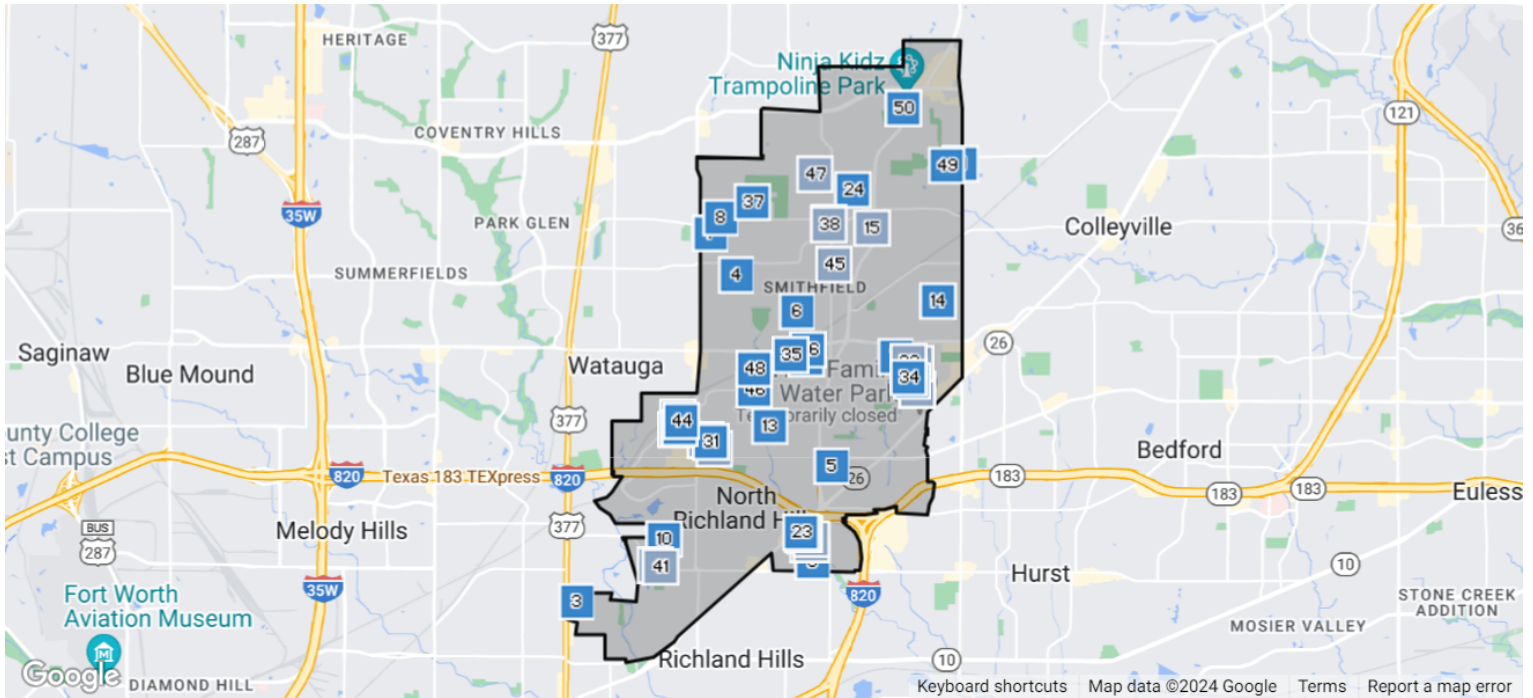 HERITAGE
377
Ninja Kidz
Trampoline Park
50
121
287
COVENTRY HILLS
47
49
24
35W
37
8
PARK GLEN
38
15
Colleyville
45
SUMMERFIELDS
4
SMITHFIELD
14
6
Saginaw
Blue Mound
Watauga
35
48
34
26
Water Park
46
377
44
13
31
unty College
st Campus
Bedford
820
Texas 183 TEXpress
820
5
26
183
183
183
Euless
North
Richland
BUS
287
Melody Hills
377
23
10
41
10
Hurst
35W
820
3
Fort Worth
Aviation Museum
STONE CREEK
ADDITION
MOSIER VALLEY
Richland Hills
10
Google
DIAMOND HILL
Keyboard shortcuts
Map data ©2024 Google
Terms
Report a map error